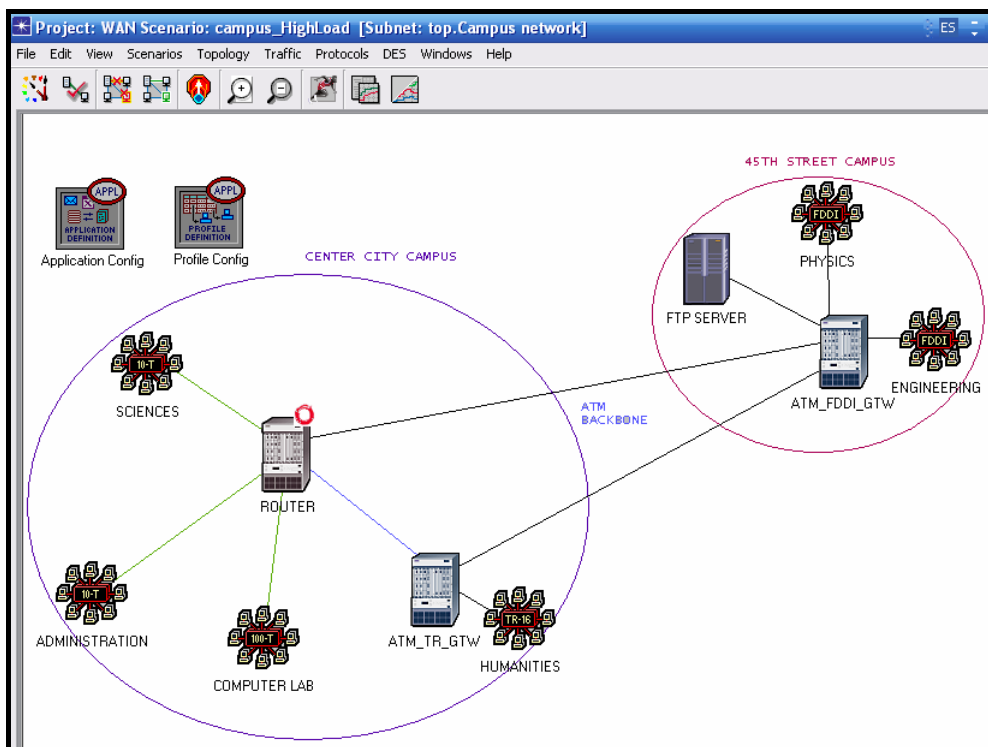 Project: WAN Scenario: campus_HighLoad [Subnet: top.Campus network]
ES
File Edit View Scenarios Topology Traffic Protocols DES Windows Help
45TH STREET CAMPUS
APPL
APPLICATION
DEFINITION
Application Config
APPL
PROFILE
DEFINITION
Profile Config
CENTER CITY CAMPUS
FDDI
PHYSICS
FTP SERVER
FDDI
ENGINEERING
ATM_FDDI_GTW
10-T
SCIENCES
ATM
BACKBONE
ROUTER
10-T
ADMINISTRATION
100-T
COMPUTER LAB
ATM_TR_GTW
TR-16
HUMANITIES